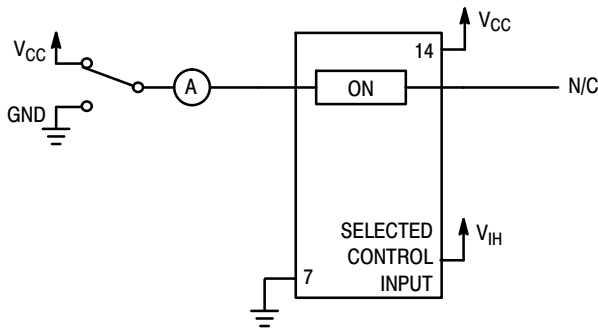 VCC
14
VCC
A
ON
N/C
GND
SELECTED
CONTROL
INPUT
VIH
7